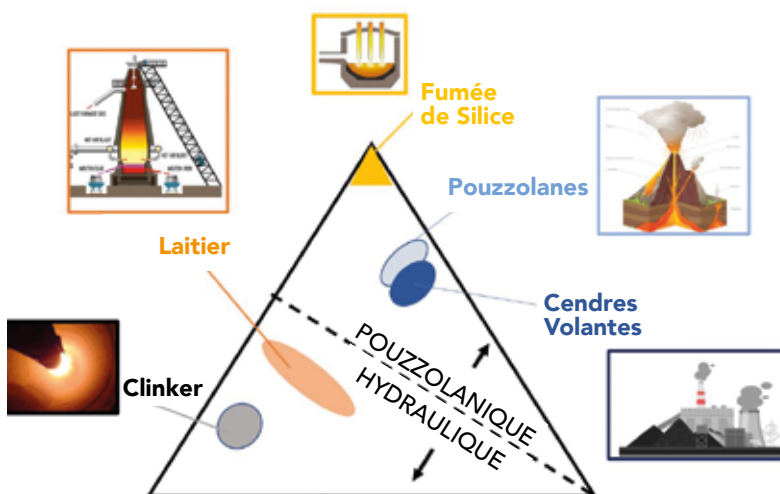 Fumée
de Silice
Pouzzolanes
Laitier
Cendres
Volantes
POUZZOLANIQUE
HYDRAULIQUE
Clinker